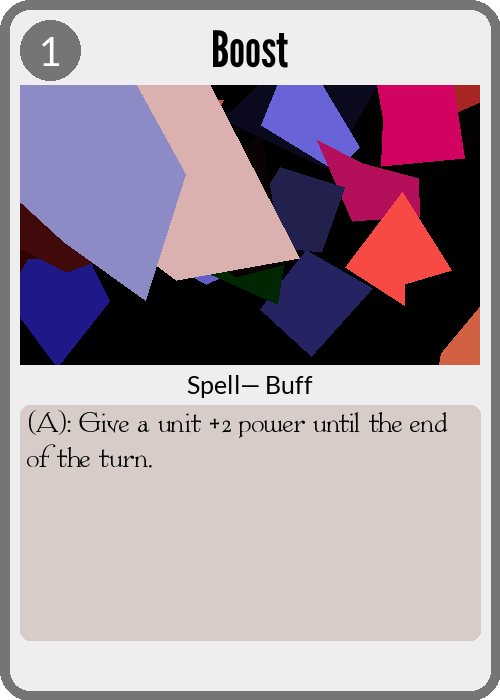 1
Boost
Spell— Buff
(A): Give a unit +2 power until the end
of the turn.